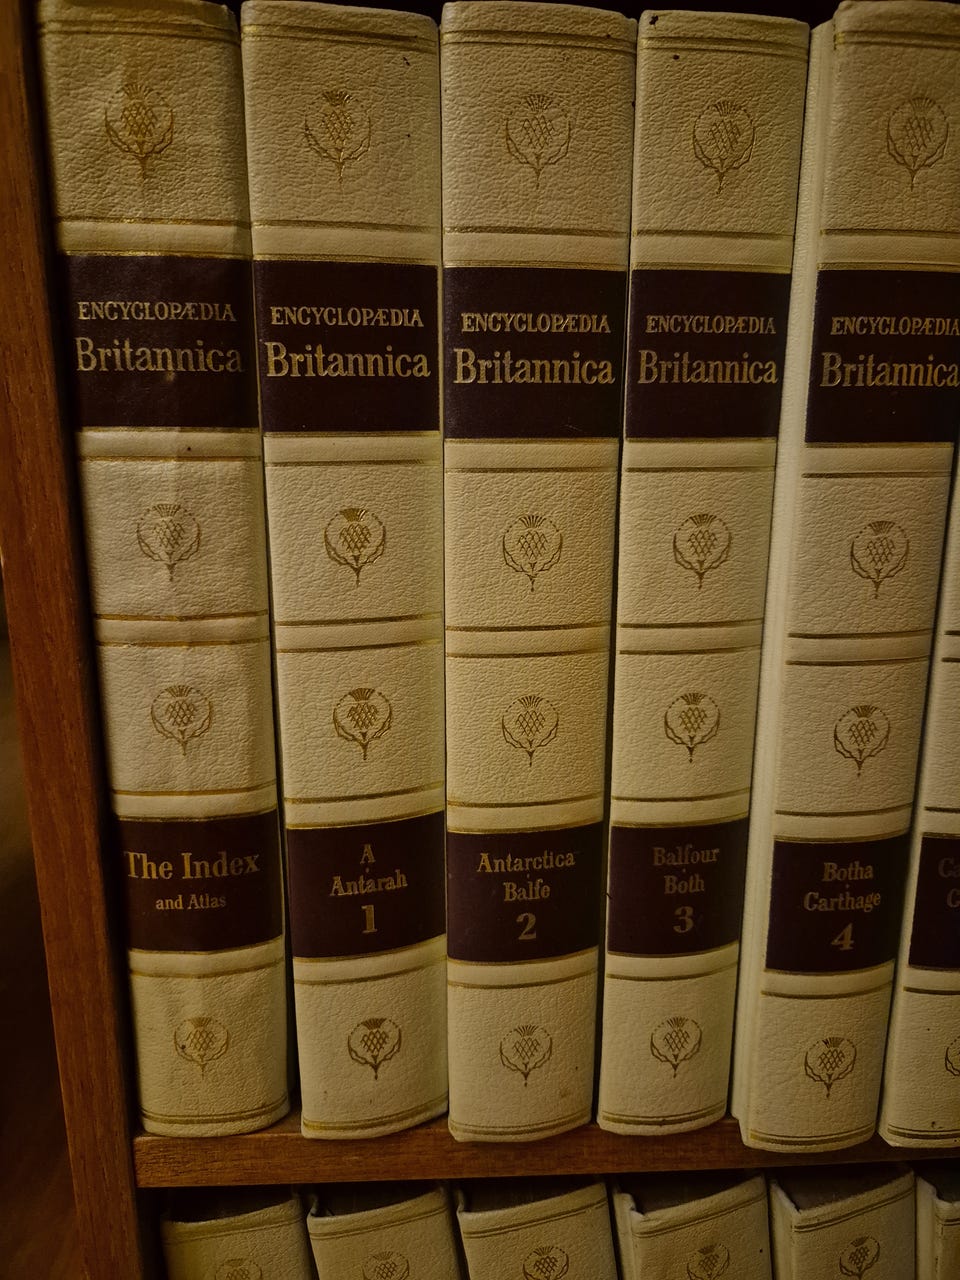 ENCYCLOPÆDIA
Britannica
The Index
and Atlas
ENCYCLOPÆDIA
Britannica
A
Antarah
1
ENCYCLOPÆDIA
Britannica
Antarctica
Balfe
2
ENCYCLOPÆDIA
Britannica
Balfour
Both
3
ENCYCLOPÆDIA
Britannica
Botha
Carthage
4